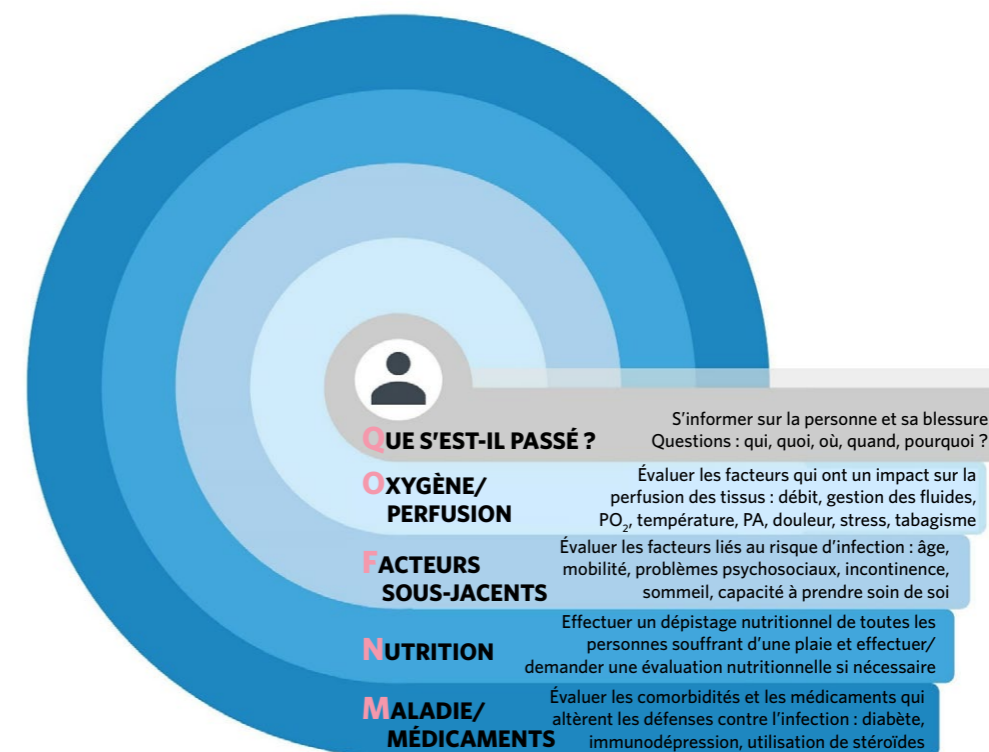 QUE S'EST-IL PASSÉ ?
S'informer sur la personne et sa blessure
Questions : qui, quoi, où, quand, pourquoi ?
OXYGÈNE/
PERFUSION
Évaluer les facteurs qui ont un impact sur la
perfusion des tissus : débit, gestion des fluides,
PO₂, température, PA, douleur, stress, tabagisme
FACTEURS
SOUS-JACENTS
Évaluer les facteurs liés au risque d'infection : âge,
mobilité, problèmes psychosociaux, incontinence,
sommeil, capacité à prendre soin de soi
NUTRITION
Effectuer un dépistage nutritionnel de toutes les
personnes souffrant d'une plaie et effectuer/
demander une évaluation nutritionnelle si nécessaire
MALADIE/
MÉDICAMENTS
Évaluer les comorbidités et les médicaments qui
altèrent les défenses contre l'infection : diabète,
immunodépression, utilisation de stéroïdes